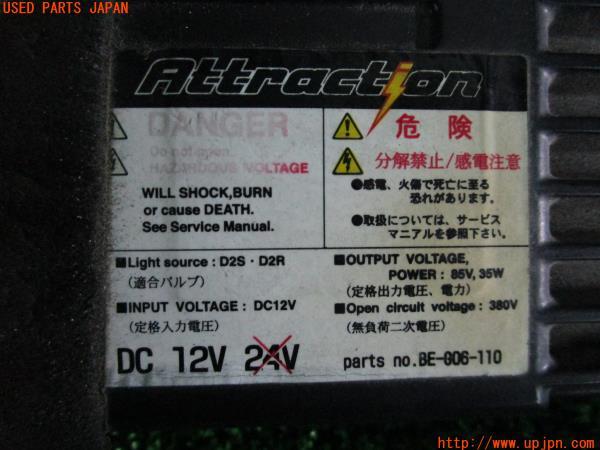 USED PARTS JAPAN
Attraction
DANGER
Do not open.
HAZARDOUS VOLTAGE
WILL SHOCK,BURN
or cause DEATH.
See Service Manual.
危険
分解禁止/感電注意
●感電、火傷で死亡に至る
恐れがあります。
●取扱については、サービス
マニアルを参照下さい。
■Light source : D2S・D2R
(適合バルブ)
■INPUT VOLTAGE : DC12V
(定格入力電圧)
DC 12V 24V
■OUTPUT VOLTAGE,
POWER : 85V, 35W
(定格出力電圧、電力)
■Open circuit voltage : 380V
(無負荷二次電圧)
parts no.BE-G06-110
http://www.upjpn.com/